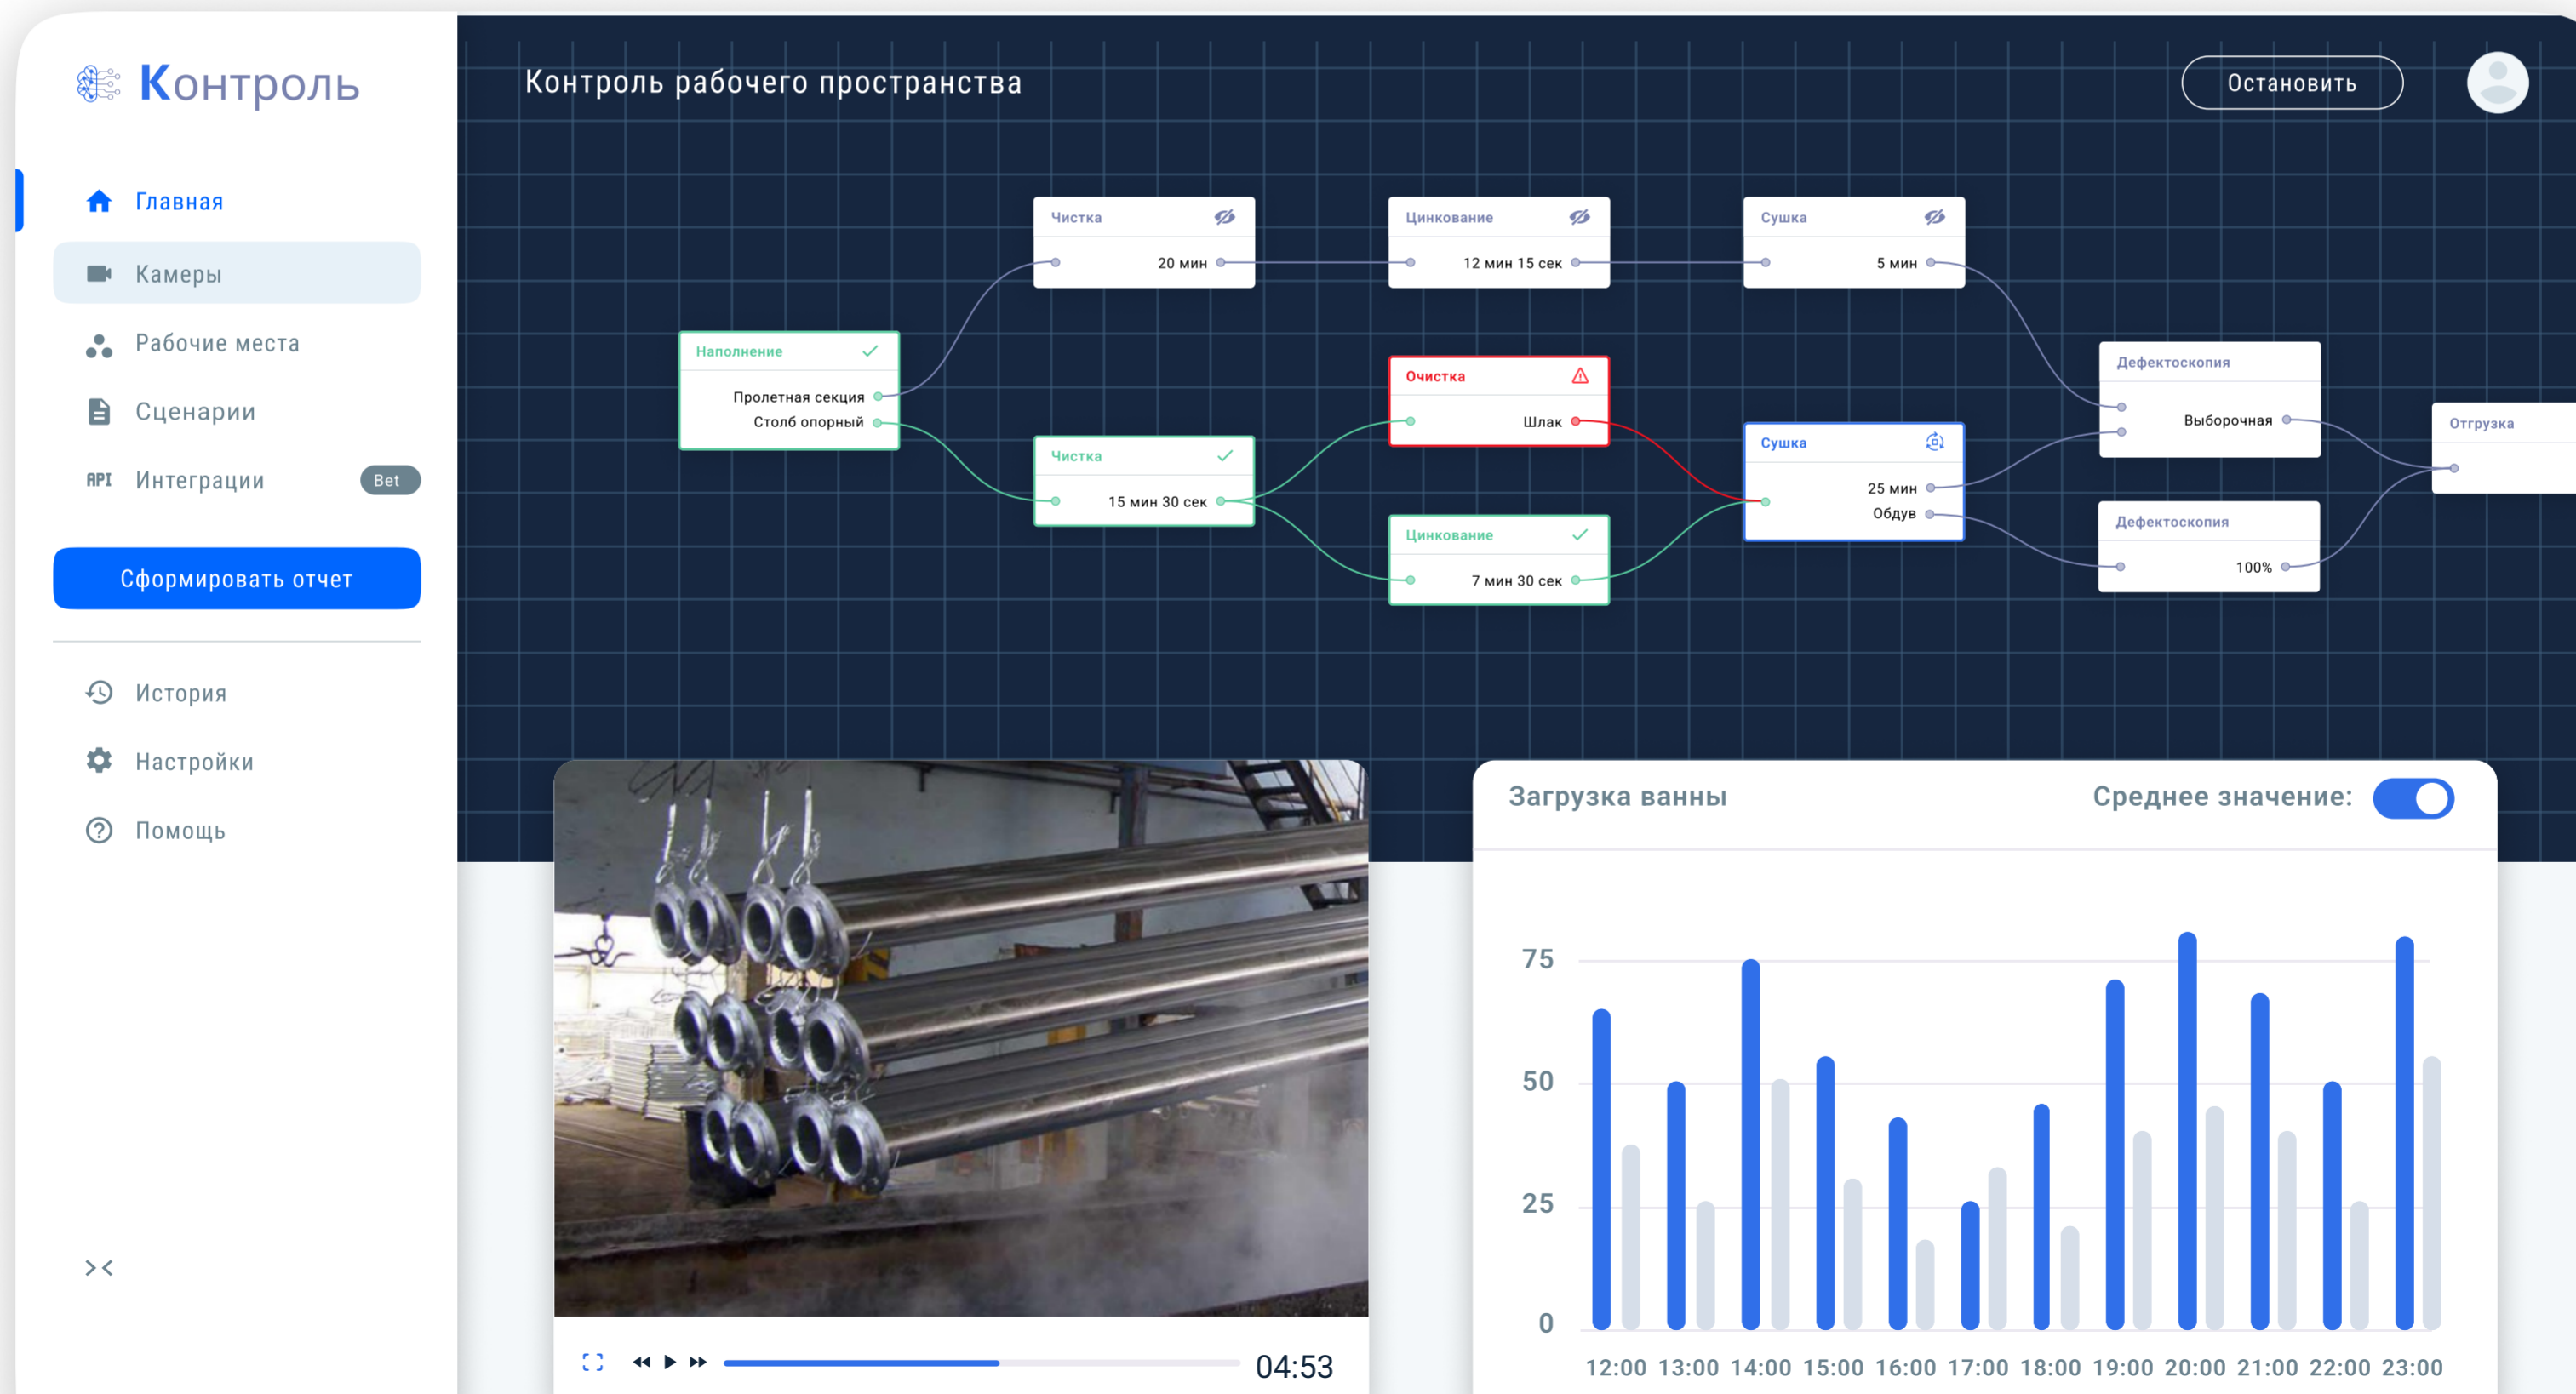 Контроль
Главная
Камеры
Рабочие места
Сценарии
API Интеграции Bet
Сформировать отчет
История
Настройки
Помощь
Контроль рабочего пространства
Остановить
Наполнение
Пролетная секция
Столб опорный
Чистка
20 мин
Цинкование
12 мин 15 сек
Сушка
5 мин
Чистка
15 мин 30 сек
Очистка
Шлак
Цинкование
7 мин 30 сек
Сушка
25 мин
Обдув
Дефектоскопия
Выборочная
Дефектоскопия
100%
Отгрузка
04:53
Загрузка ванны
Среднее значение:
75
50
25
0
12:00 13:00 14:00 15:00 16:00 17:00 18:00 19:00 20:00 21:00 22:00 23:00